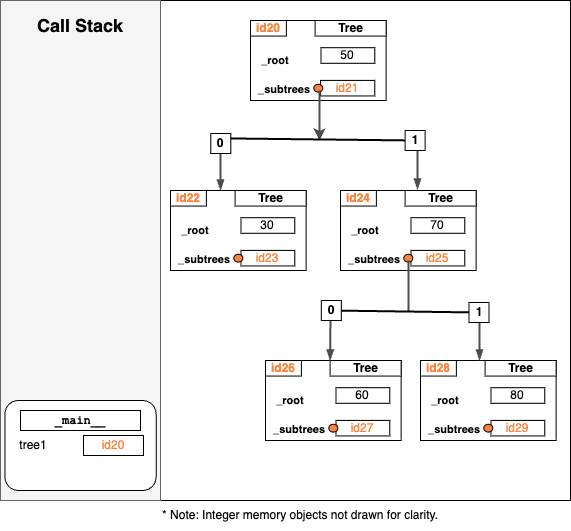 Call Stack
id20 Tree
_root 50
_subtrees id21
0 1
id22 Tree
_root 30
_subtrees id23
id24 Tree
_root 70
_subtrees id25
0 1
id26 Tree
_root 60
_subtrees id27
id28 Tree
_root 80
_subtrees id29
__main__
tree1 id20
* Note: Integer memory objects not drawn for clarity.